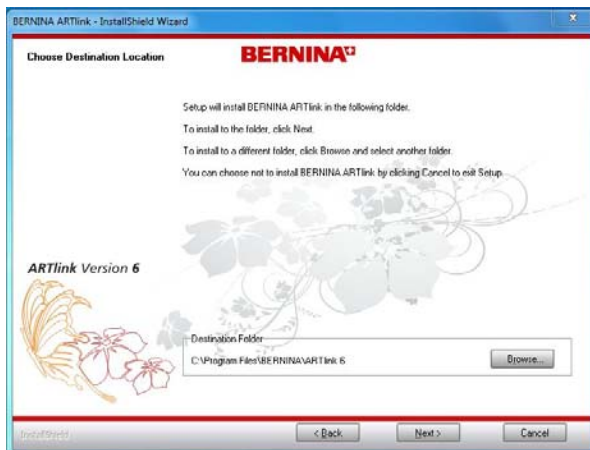 BERNINA ARTlink - InstallShield Wizard
x
Choose Destination Location
BERNINA
Setup will install BERNINA ARTlink in the following folder.
To install to the folder, click Next.
To install to a different folder, click Browse and select another folder.
You can choose not to install BERNINA ARTlink by clicking Cancel to exit Setup.
ARTlink Version 6
Destination Folder
C:\Program Files\BERNINA\ARTlink 6
Browse...
InstallShield
< Back
Next >
Cancel